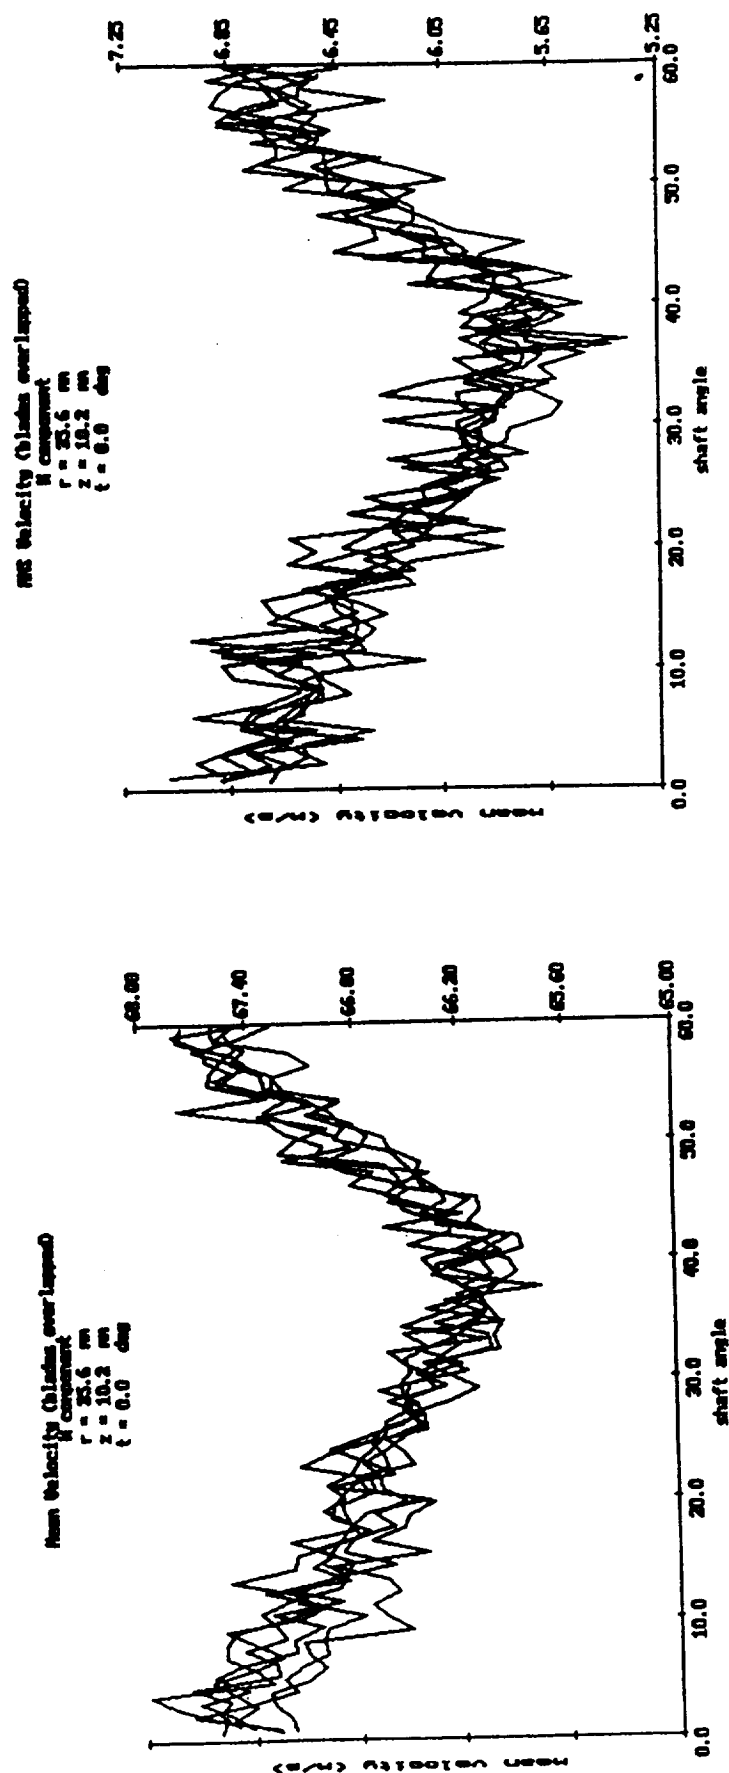 RMS Velocity (blades overlapped)
W component
r = 35.6 mm
z = 10.2 mm
t = 0.0 deg
7.25
6.85
6.45
6.05
5.65
5.25
0.0
10.0
20.0
30.0
40.0
50.0
60.0
shaft angle
mean velocity (m/s)
Mean Velocity (blades overlapped)
W component
r = 35.6 mm
z = 10.2 mm
t = 0.0 deg
68.00
67.40
66.80
66.20
65.60
65.00
0.0
10.0
20.0
30.0
40.0
50.0
60.0
shaft angle
mean velocity (m/s)